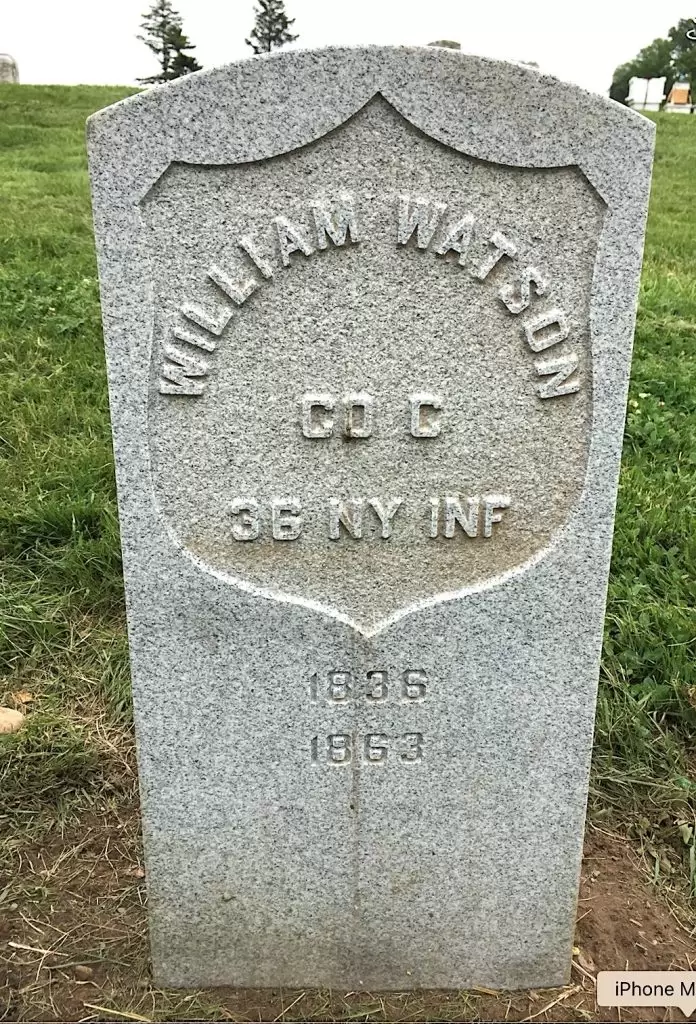 WILLIAM WATSON
CO C
36 NY INF
1836
1863
iPhone M